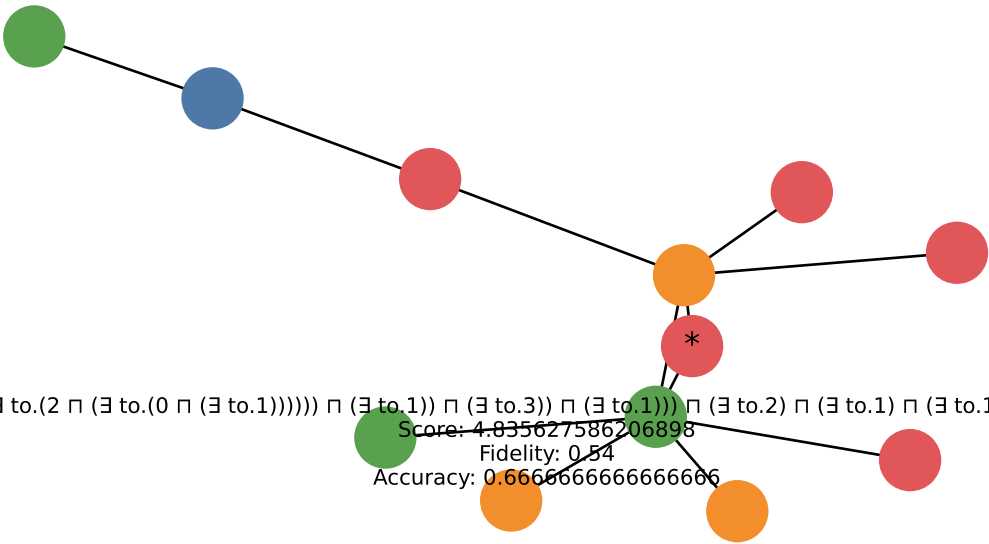 *
∃ to.(2 ⊓ (∃ to.(0 ⊓ (∃ to.1)))))) ⊓ (∃ to.1)) ⊓ (∃ to.3)) ⊓ (∃ to.1))) ⊓ (∃ to.2) ⊓ (∃ to.1) ⊓ (∃ to.1
Score: 4.835627586206898
Fidelity: 0.54
Accuracy: 0.6666666666666666